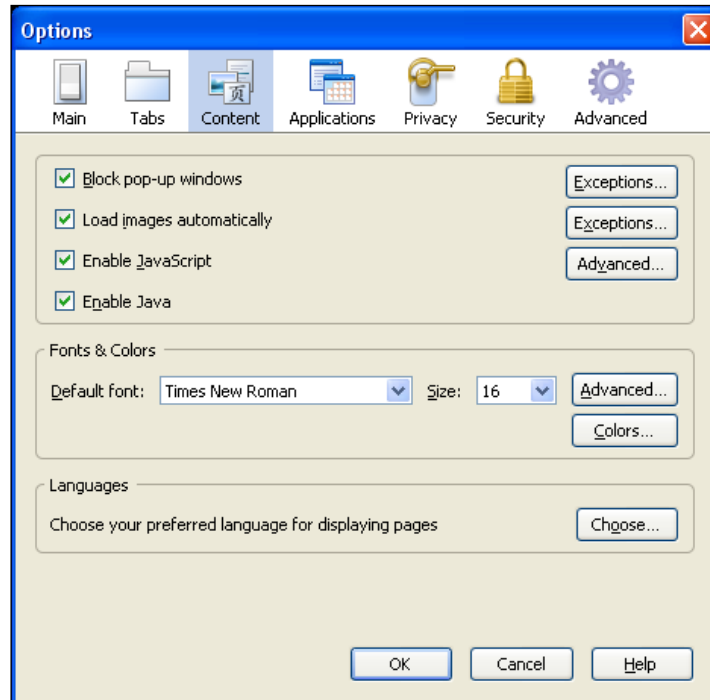 Options
页
Main Tabs Content Applications Privacy Security Advanced
Block pop-up windows Exceptions...
Load images automatically Exceptions...
Enable JavaScript Advanced...
Enable Java
Fonts & Colors
Default font: Times New Roman Size: 16 Advanced...
Colors...
Languages
Choose your preferred language for displaying pages Choose...
OK Cancel Help